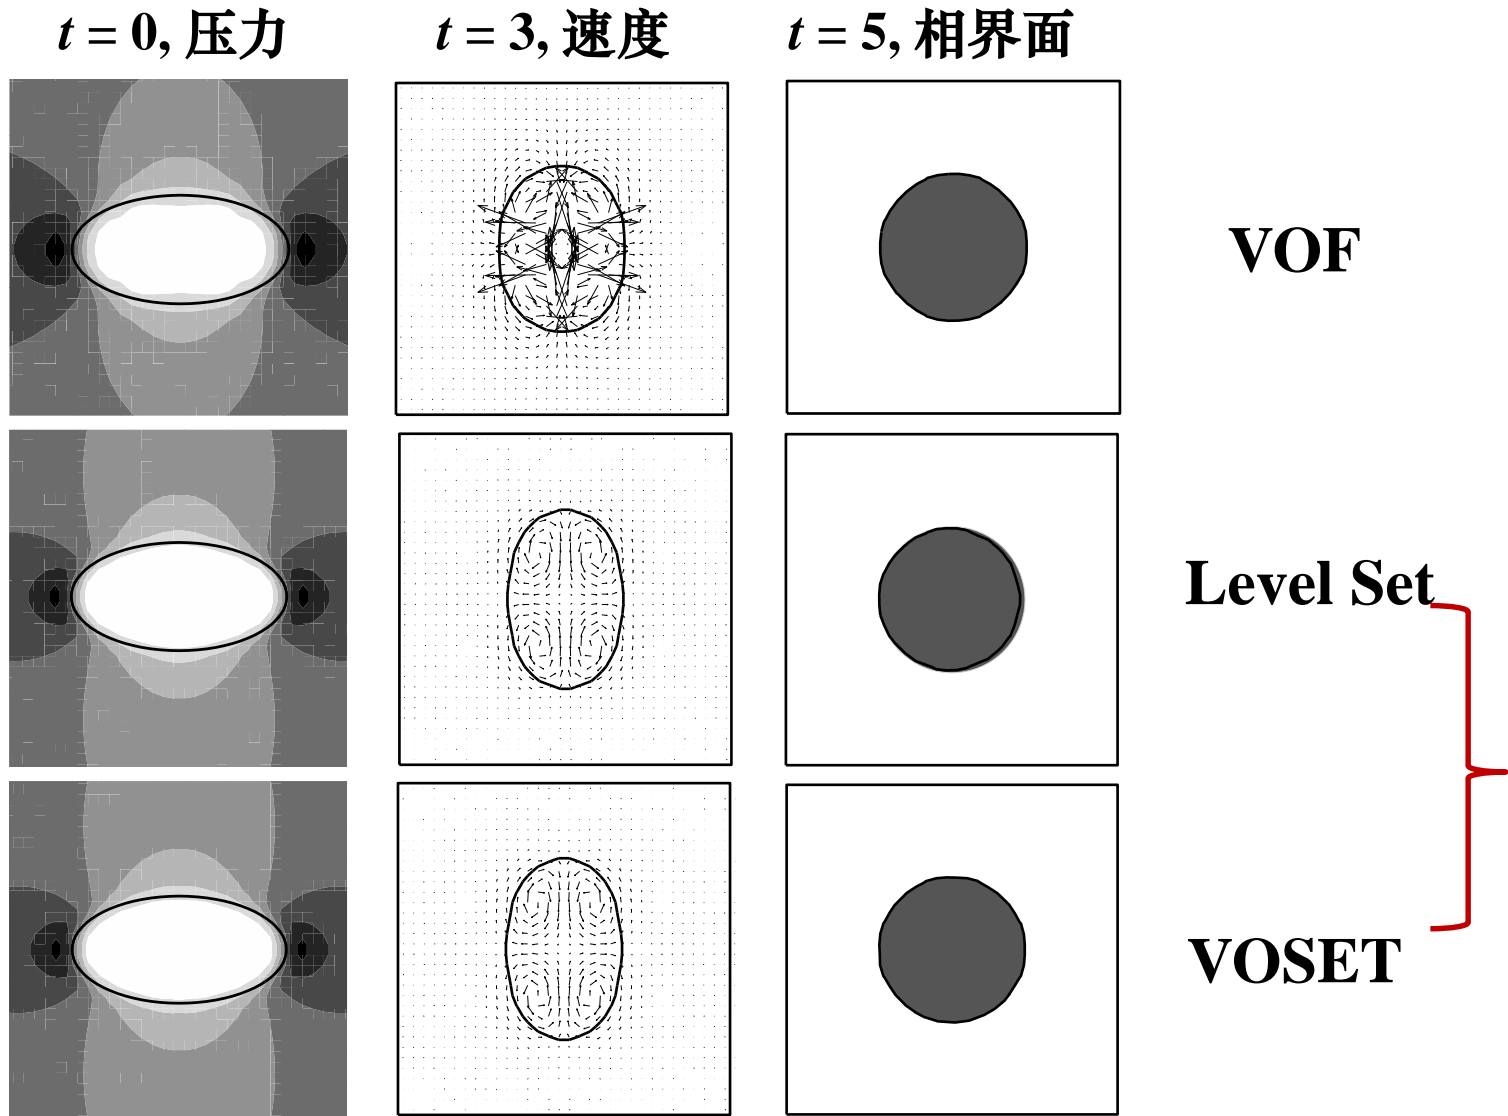 t = 0, 压力
t = 3, 速度
t = 5, 相界面
VOF
Level Set
VOSET